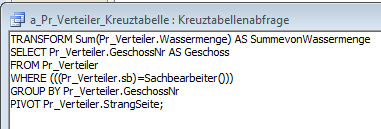 a_Pr_Verteiler_Kreuztabelle : Kreuztabellenabfrage
TRANSFORM Sum(Pr_Verteiler.Wassermenge) AS SummevonWassermenge
SELECT Pr_Verteiler.GeschossNr AS Geschoss
FROM Pr_Verteiler
WHERE (((Pr_Verteiler.sb)=Sachbearbeiter()))
GROUP BY Pr_Verteiler.GeschossNr
PIVOT Pr_Verteiler.StrangSeite;